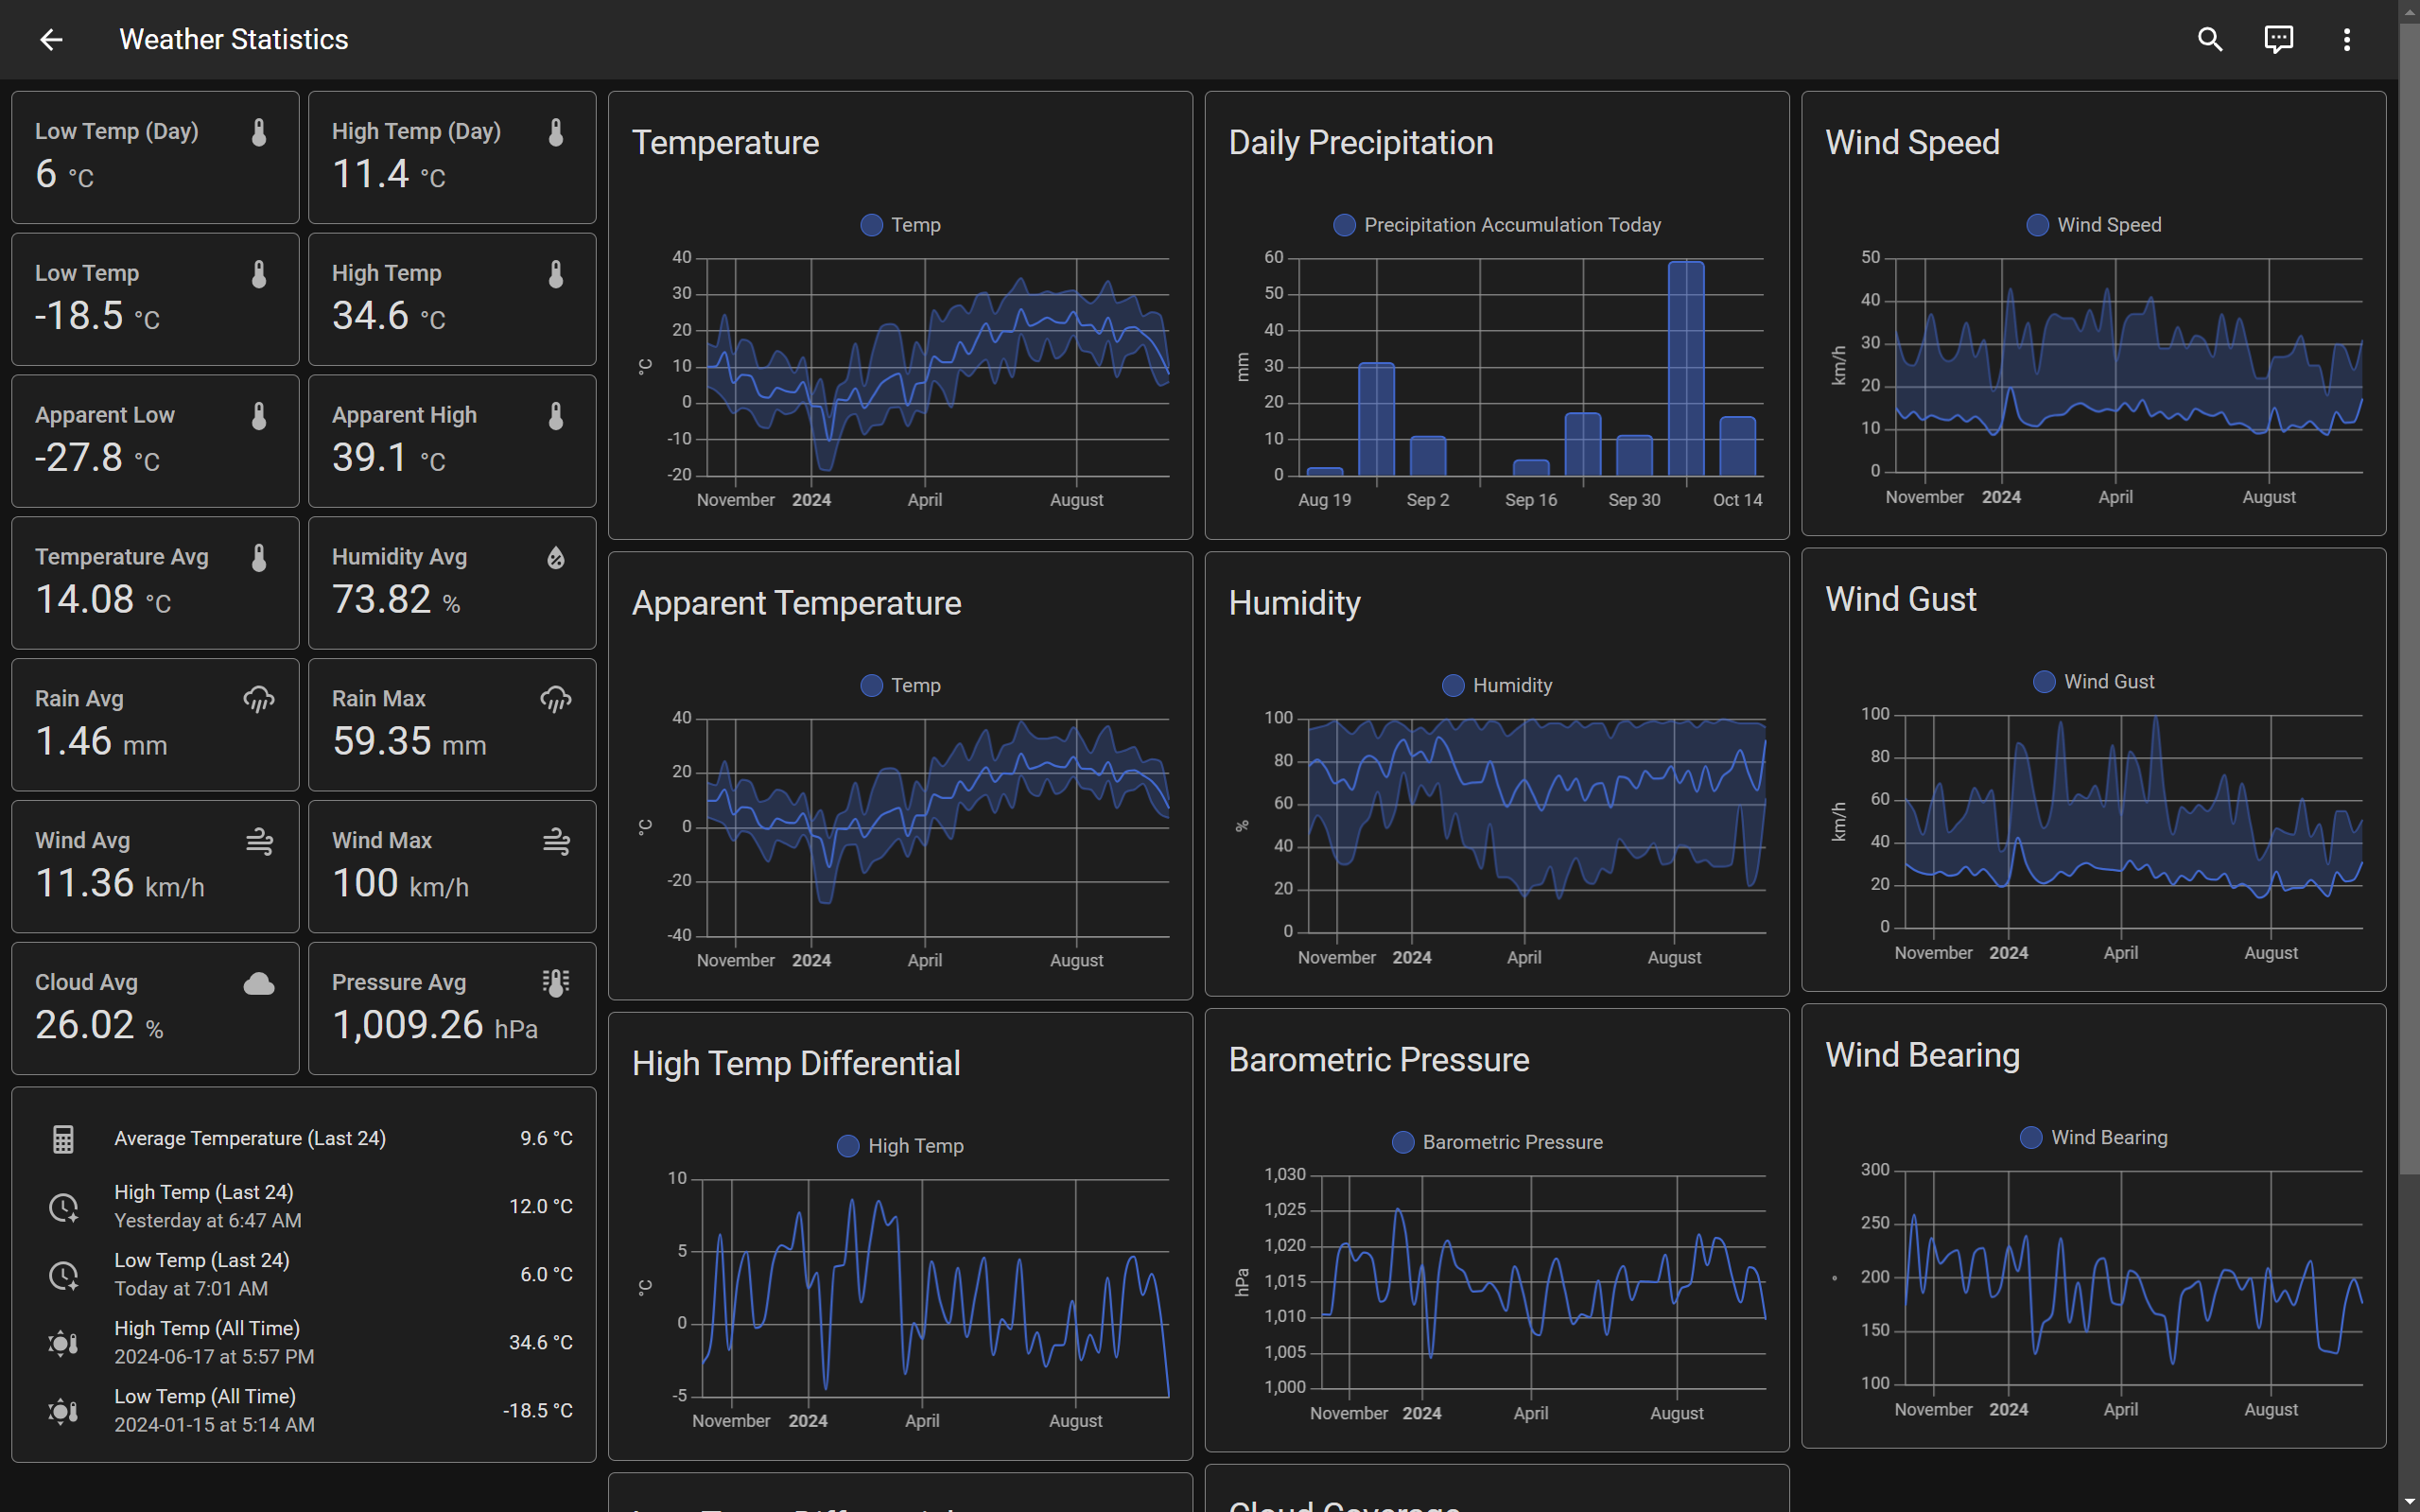 Weather Statistics
Low Temp (Day)
6 °C
High Temp (Day)
11.4 °C
Low Temp
-18.5 °C
High Temp
34.6 °C
Apparent Low
-27.8 °C
Apparent High
39.1 °C
Temperature Avg
14.08 °C
Humidity Avg
73.82 %
Rain Avg
1.46 mm
Rain Max
59.35 mm
Wind Avg
11.36 km/h
Wind Max
100 km/h
Cloud Avg
26.02 %
Pressure Avg
1,009.26 hPa
Average Temperature (Last 24)
9.6 °C
High Temp (Last 24)
Yesterday at 6:47 AM
12.0 °C
Low Temp (Last 24)
Today at 7:01 AM
6.0 °C
High Temp (All Time)
2024-06-17 at 5:57 PM
34.6 °C
Low Temp (All Time)
2024-01-15 at 5:14 AM
-18.5 °C
Temperature
Temp
°C
40
30
20
10
0
-10
-20
November 2024 April August
Apparent Temperature
Temp
°C
40
20
0
-20
-40
November 2024 April August
High Temp Differential
High Temp
°C
10
5
0
-5
November 2024 April August
Daily Precipitation
Precipitation Accumulation Today
mm
60
50
40
30
20
10
0
Aug 19 Sep 2 Sep 16 Sep 30 Oct 14
Humidity
Humidity
%
100
80
60
40
20
0
November 2024 April August
Barometric Pressure
Barometric Pressure
hPa
1,030
1,025
1,020
1,015
1,010
1,005
1,000
November 2024 April August
Cloud Coverage
Wind Speed
Wind Speed
km/h
50
40
30
20
10
0
November 2024 April August
Wind Gust
Wind Gust
km/h
100
80
60
40
20
0
November 2024 April August
Wind Bearing
Wind Bearing
°
300
250
200
150
100
November 2024 April August